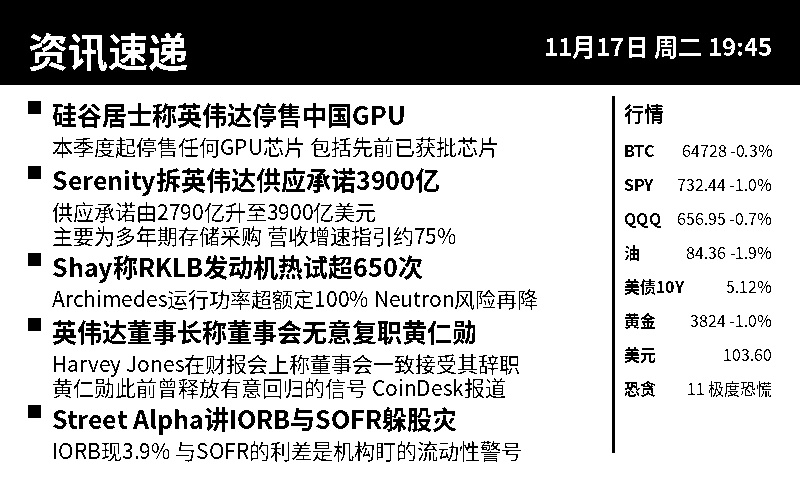 资讯速递
11月17日 周二 19:45
硅谷居士称英伟达停售中国GPU
本季度起停售任何GPU芯片 包括先前已获批芯片
Serenity拆英伟达供应承诺3900亿
供应承诺由2790亿升至3900亿美元
主要为多年期存储采购 营收增速指引约75%
Shay称RKLB发动机热试超650次
Archimedes运行功率超额定100% Neutron风险再降
英伟达董事长称董事会无意复职黄仁勋
Harvey Jones在财报会上称董事会一致接受其辞职
黄仁勋此前曾释放有意回归的信号 CoinDesk报道
Street Alpha讲IORB与SOFR躲股灾
IORB现3.9% 与SOFR的利差是机构盯的流动性警号
行情
BTC 64728 -0.3%
SPY 732.44 -1.0%
QQQ 656.95 -0.7%
油 84.36 -1.9%
美债10Y 5.12%
黄金 3824 -1.0%
美元 103.60
恐贪 11 极度恐慌